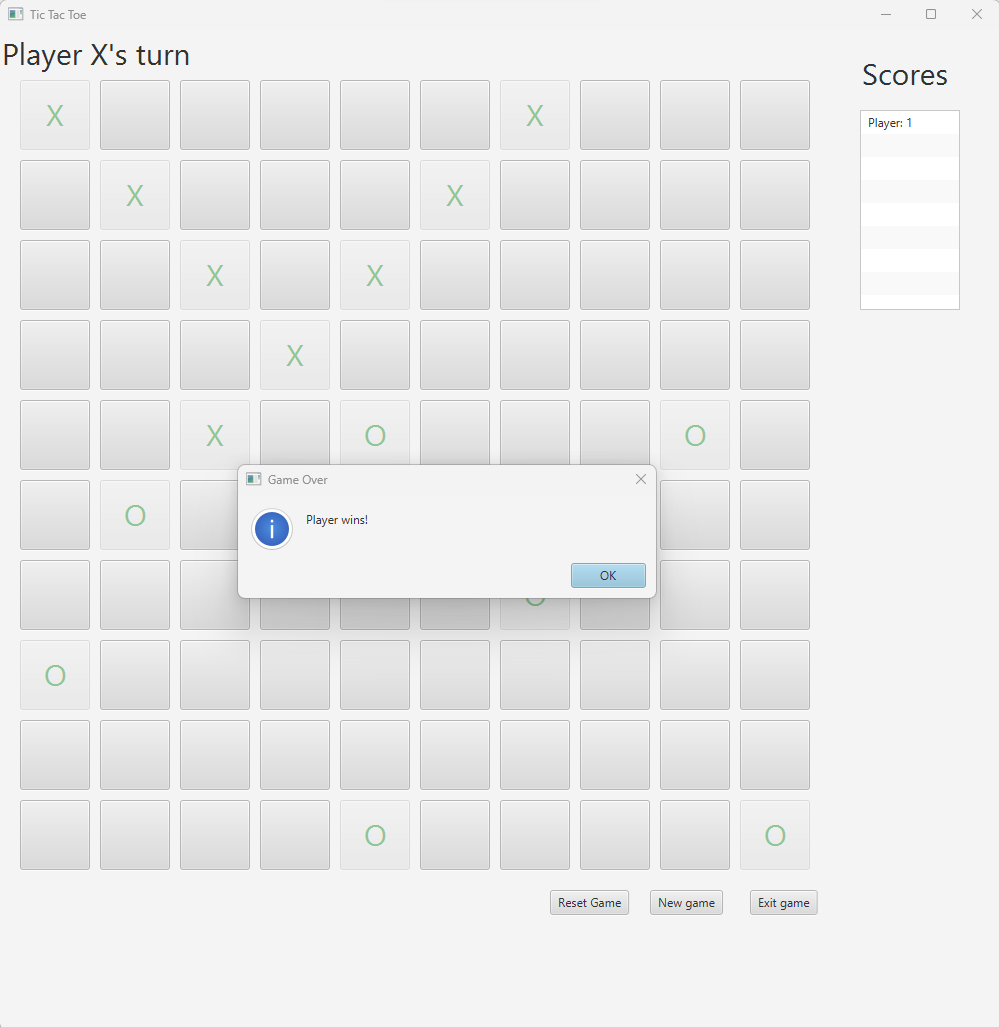 Tic Tac Toe
Player X's turn
Scores
X X
Player: 1
X X
X X
X
X O O
Game Over
Player wins!
O
OK
O
O
O O
Reset Game New game Exit game